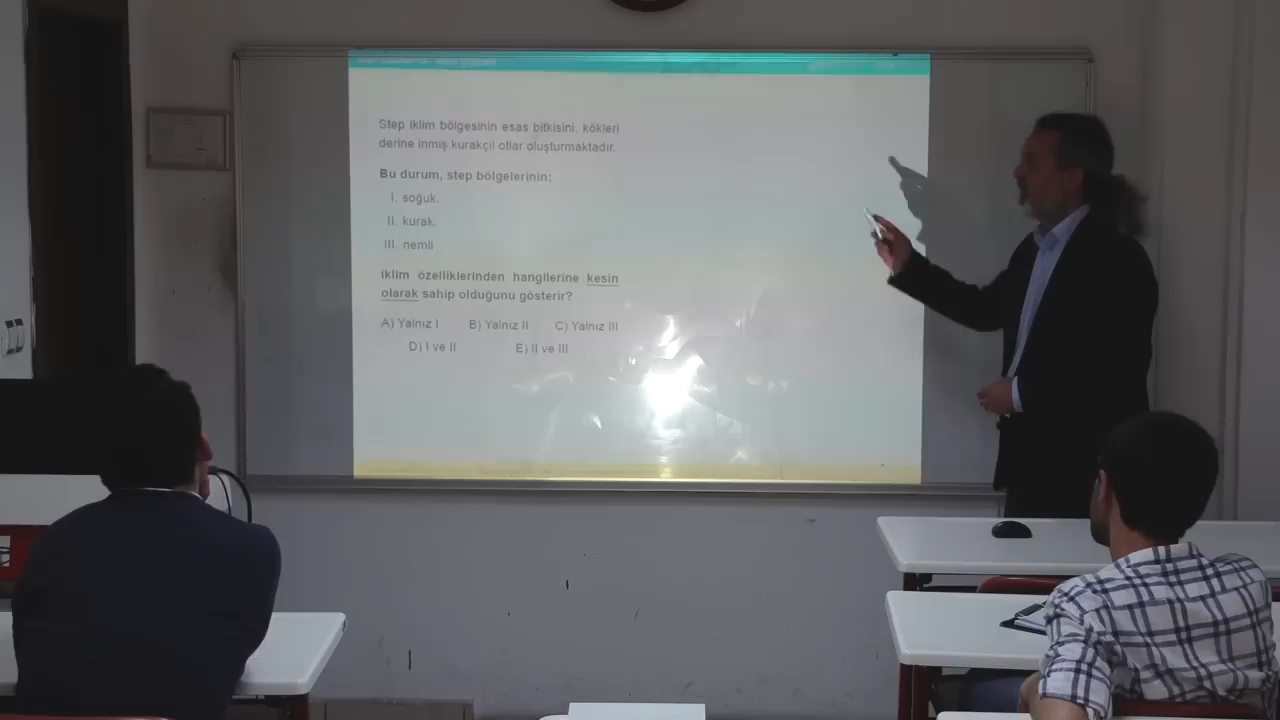 Step iklim bölgesinin esas bitkisini, kökleri
derine inmiş kurakçıl otlar oluşturmaktadır.
Bu durum, step bölgelerinin;
I. soğuk,
II. kurak,
III. nemli
iklim özelliklerinden hangilerine kesin
olarak sahip olduğunu gösterir?
A) Yalnız I B) Yalnız II C) Yalnız III
D) I ve II E) II ve III